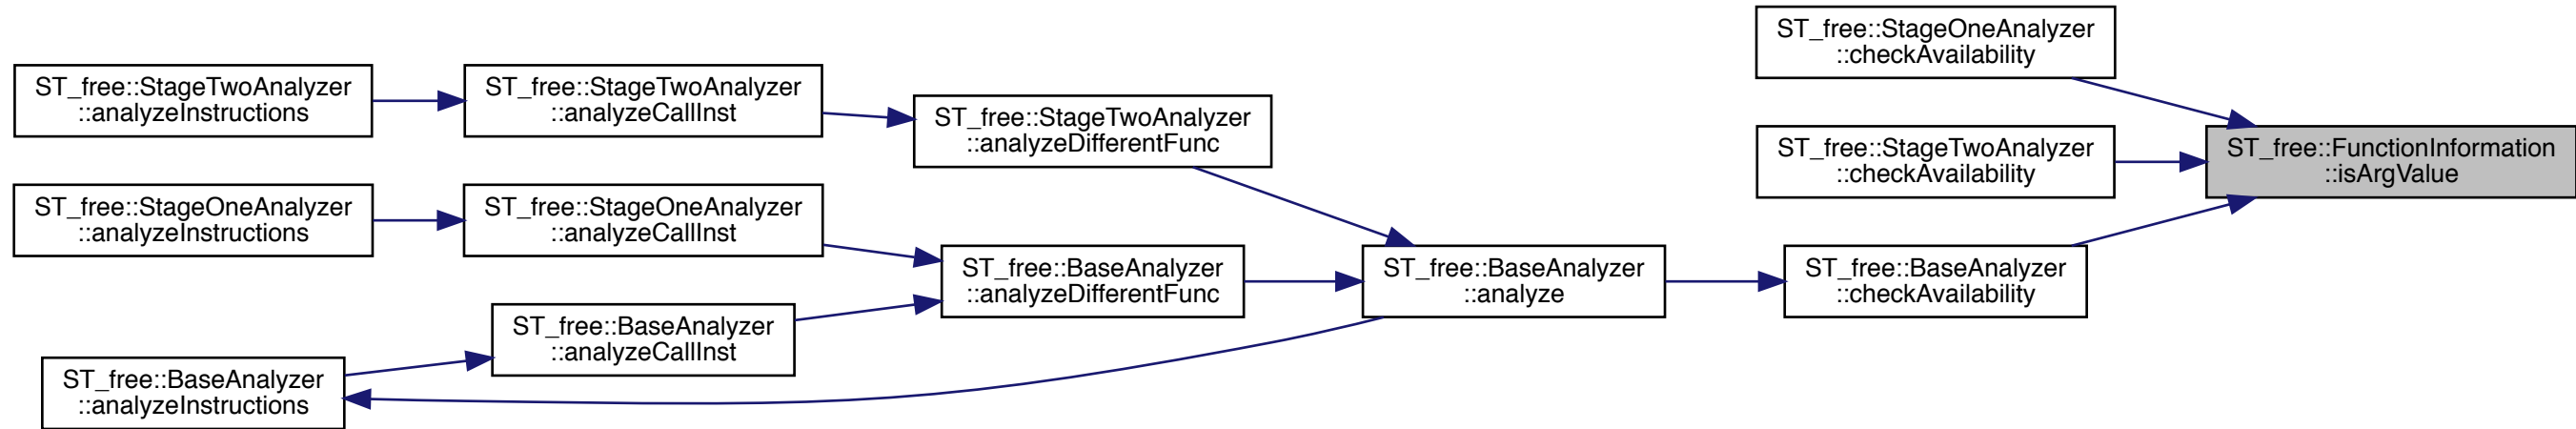 ST_free::StageOneAnalyzer
::checkAvailability
ST_free::StageTwoAnalyzer
::analyzeInstructions
ST_free::StageTwoAnalyzer
::analyzeCallInst
ST_free::StageTwoAnalyzer
::analyzeDifferentFunc
ST_free::StageTwoAnalyzer
::checkAvailability
ST_free::FunctionInformation
::isArgValue
ST_free::StageOneAnalyzer
::analyzeInstructions
ST_free::StageOneAnalyzer
::analyzeCallInst
ST_free::BaseAnalyzer
::analyzeDifferentFunc
ST_free::BaseAnalyzer
::analyze
ST_free::BaseAnalyzer
::checkAvailability
ST_free::BaseAnalyzer
::analyzeCallInst
ST_free::BaseAnalyzer
::analyzeInstructions